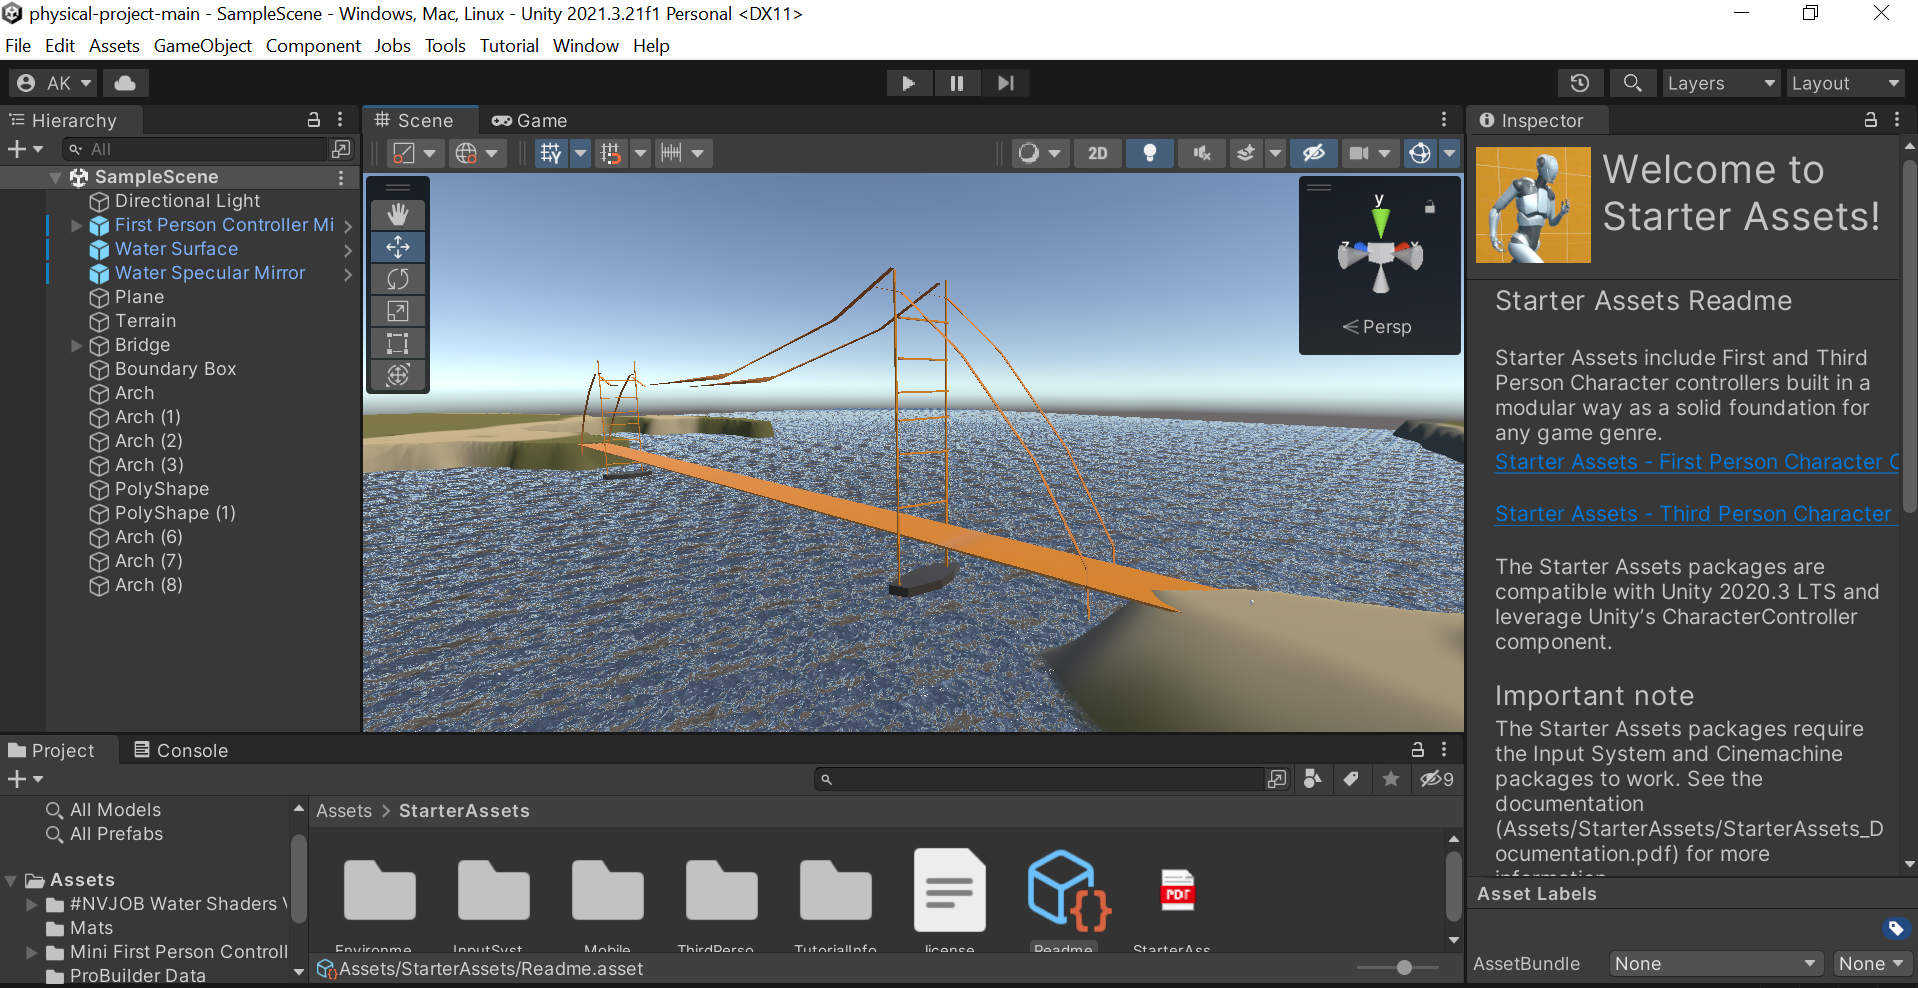 physical-project-main - SampleScene - Windows, Mac, Linux - Unity 2021.3.21f1 Personal <DX11>
File Edit Assets GameObject Component Jobs Tools Tutorial Window Help
AK
Layers
Layout
Hierarchy
Scene
Game
Inspector
All
2D
SampleScene
Directional Light
First Person Controller Mi
Water Surface
Water Specular Mirror
Plane
Terrain
Bridge
Boundary Box
Arch
Arch (1)
Arch (2)
Arch (3)
PolyShape
PolyShape (1)
Arch (6)
Arch (7)
Arch (8)
y
z
x
Persp
Welcome to
Starter Assets!
Starter Assets Readme
Starter Assets include First and Third
Person Character controllers built in a
modular way as a solid foundation for
any game genre.
Starter Assets - First Person Character C
Starter Assets - Third Person Character
The Starter Assets packages are
compatible with Unity 2020.3 LTS and
leverage Unity's CharacterController
component.
Important note
The Starter Assets packages require
the Input System and Cinemachine
packages to work. See the
documentation
(Assets/StarterAssets/StarterAssets_D
ocumentation.pdf) for more
information
Asset Labels
AssetBundle
None
None
Project
Console
9
All Models
All Prefabs
Assets
#NVJOB Water Shaders V
Mats
Mini First Person Controll
ProBuilder Data
Assets > StarterAssets
Environme
InputSyst
Mobile
ThirdPerso
TutorialInfo
license
Readme
PDF
StarterAss
Assets/StarterAssets/Readme.asset